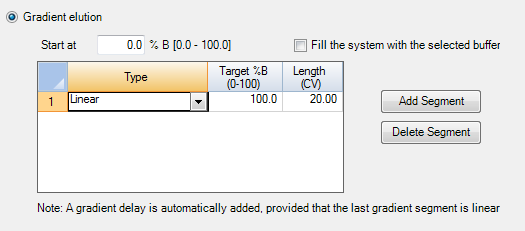 Gradient elution
Start at 0.0 % B [0.0 - 100.0] Fill the system with the selected buffer
Type Target %B (0-100) Length (CV)
1 Linear 100.0 20.00
Add Segment
Delete Segment
Note: A gradient delay is automatically added, provided that the last gradient segment is linear